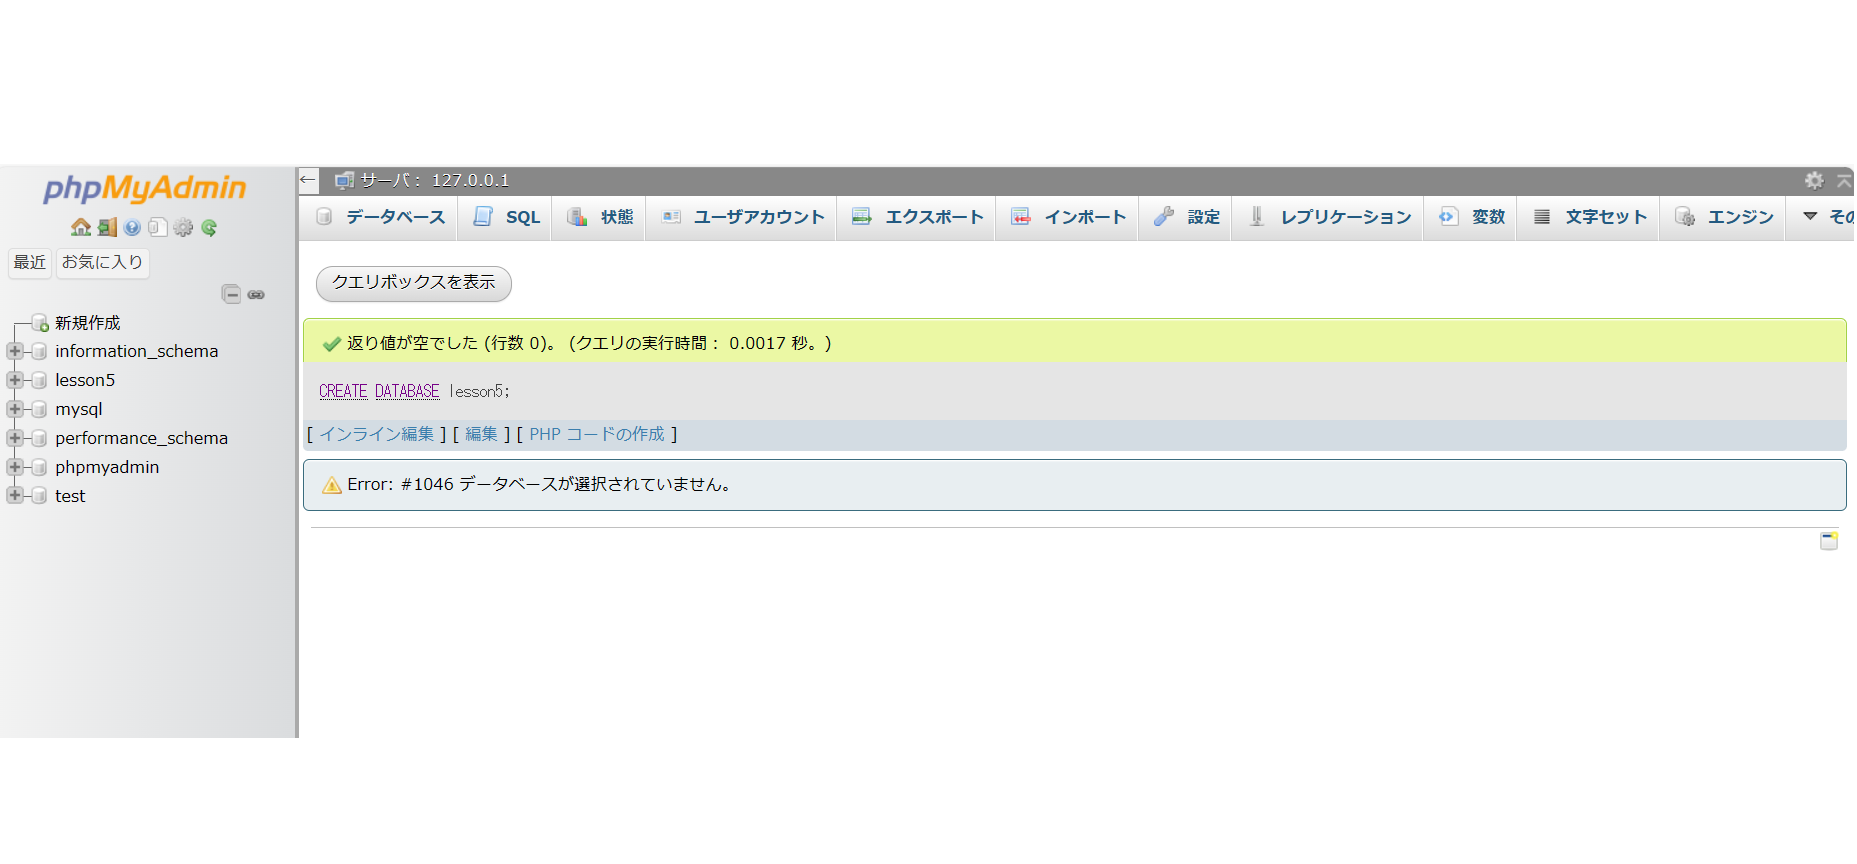 phpMyAdmin
最近 お気に入り
新規作成
information_schema
lesson5
mysql
performance_schema
phpmyadmin
test
サーバ: 127.0.0.1
データベース SQL 状態 ユーザアカウント エクスポート インポート 設定 レプリケーション 変数 文字セット エンジン そ
クエリボックスを表示
返り値が空でした (行数 0)。 (クエリの実行時間: 0.0017 秒。)
CREATE DATABASE lesson5;
[ インライン編集 ] [ 編集 ] [ PHP コードの作成 ]
Error: #1046 データベースが選択されていません。